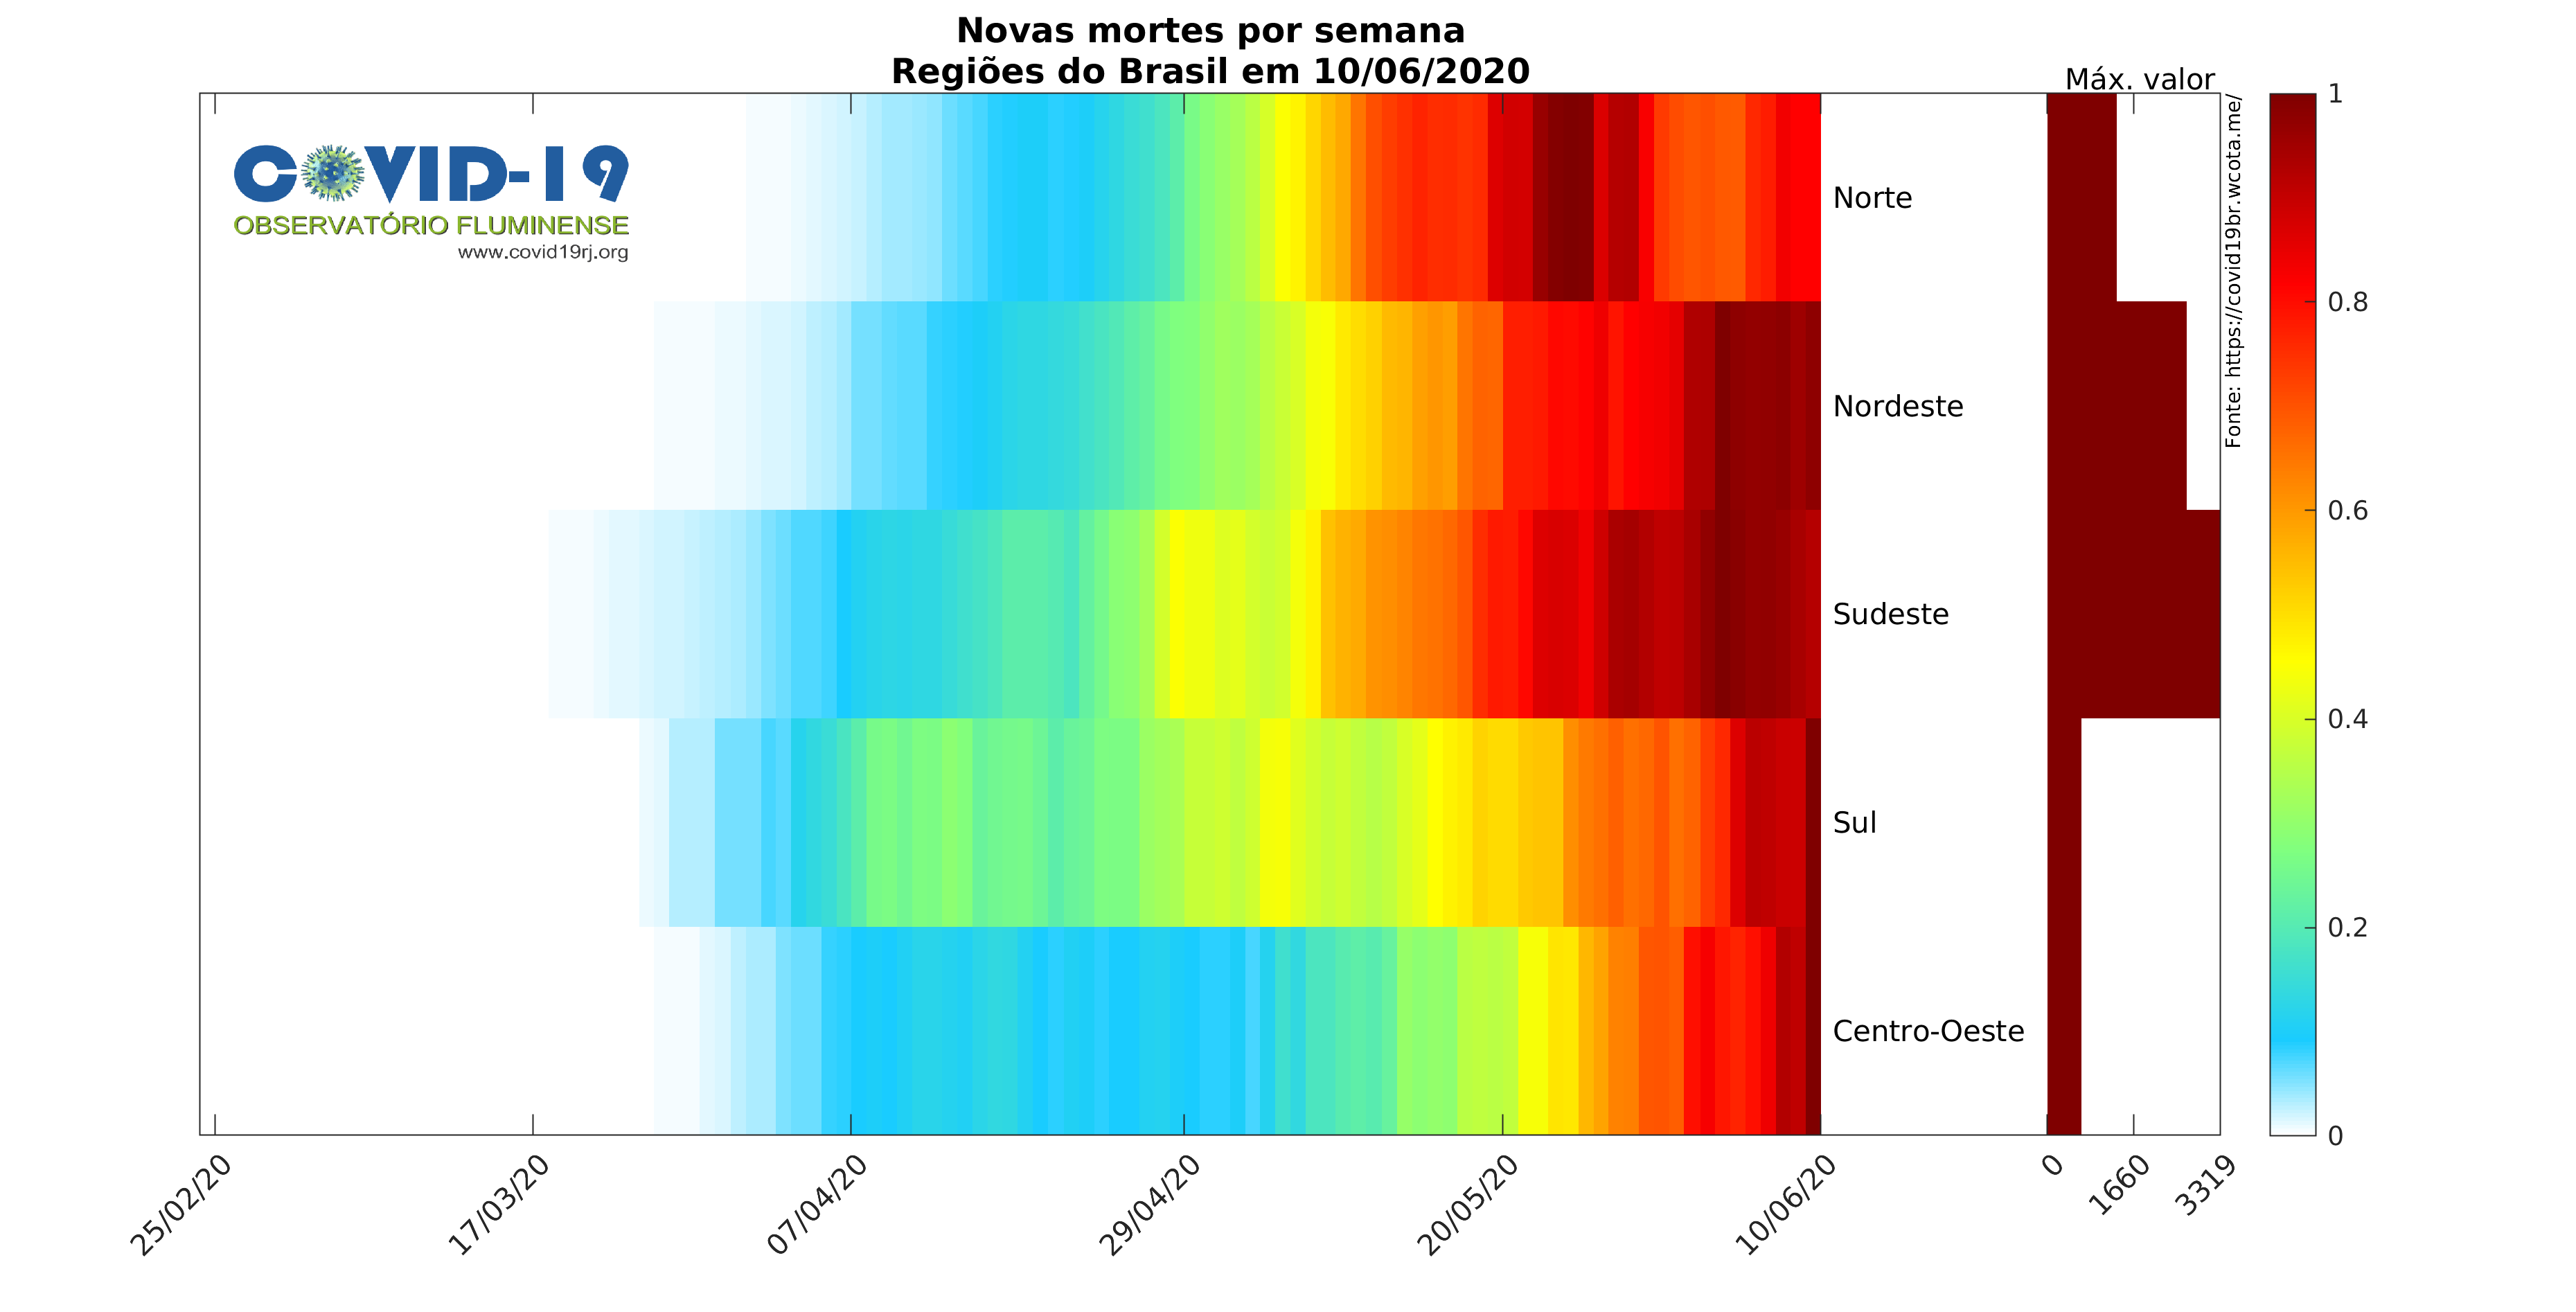 Novas mortes por semana
Regiões do Brasil em 10/06/2020
Máx. valor
COVID-19
OBSERVATÓRIO FLUMINENSE
www.covid19rj.org
Norte
Nordeste
Sudeste
Sul
Centro-Oeste
Fonte: https://covid19br.wcota.me/
1
0.8
0.6
0.4
0.2
0
25/02/20
17/03/20
07/04/20
29/04/20
20/05/20
10/06/20
0
1660
3319